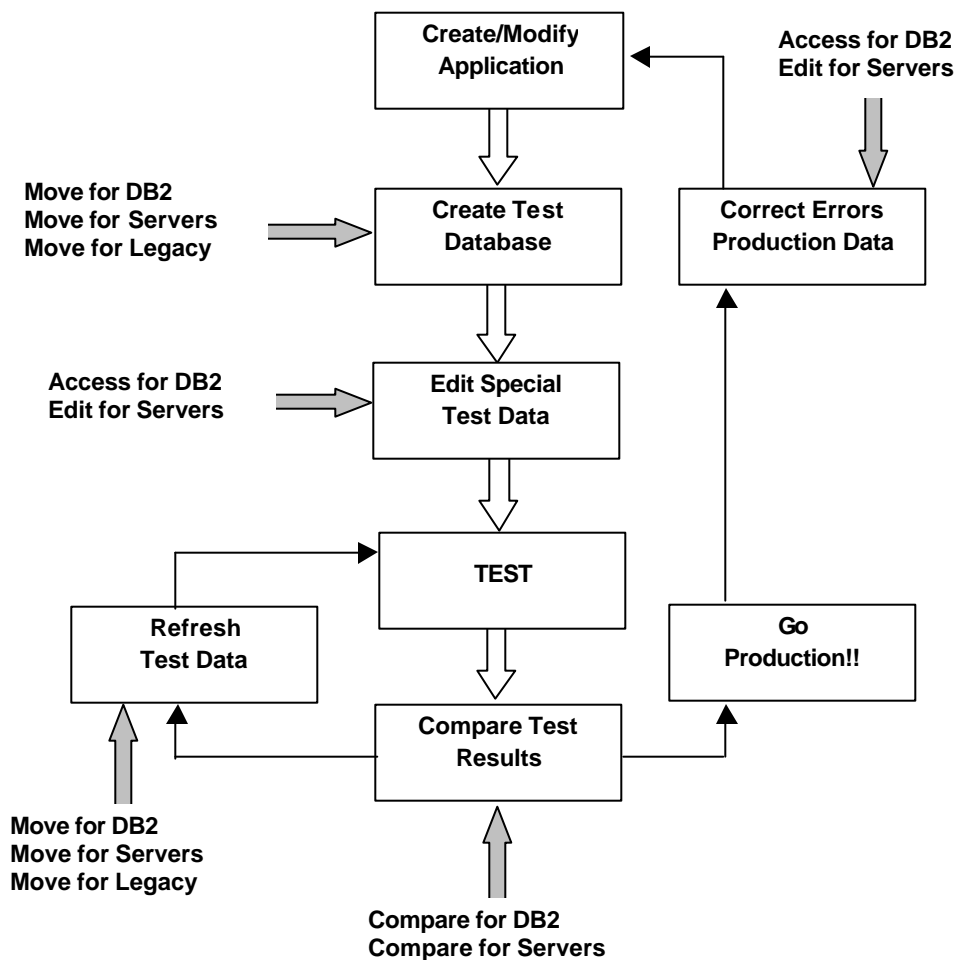 Create/Modify
Application
Access for DB2
Edit for Servers
Move for DB2
Move for Servers
Move for Legacy
Create Test
Database
Correct Errors
Production Data
Access for DB2
Edit for Servers
Edit Special
Test Data
TEST
Refresh
Test Data
Go
Production!!
Compare Test
Results
Move for DB2
Move for Servers
Move for Legacy
Compare for DB2
Compare for Servers